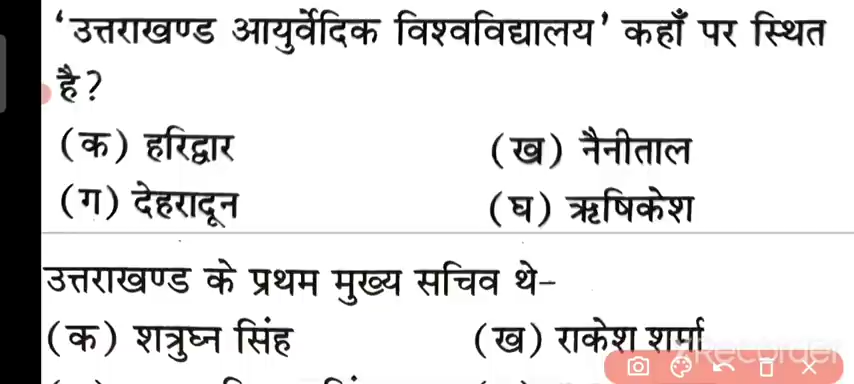 ‘उत्तराखण्ड आयुर्वेदिक विश्वविद्यालय’ कहाँ पर स्थित
है?
(क) हरिद्वार (ख) नैनीताल
(ग) देहरादून (घ) ऋषिकेश
उत्तराखण्ड के प्रथम मुख्य सचिव थे-
(क) शत्रुघ्न सिंह (ख) राकेश शर्मा